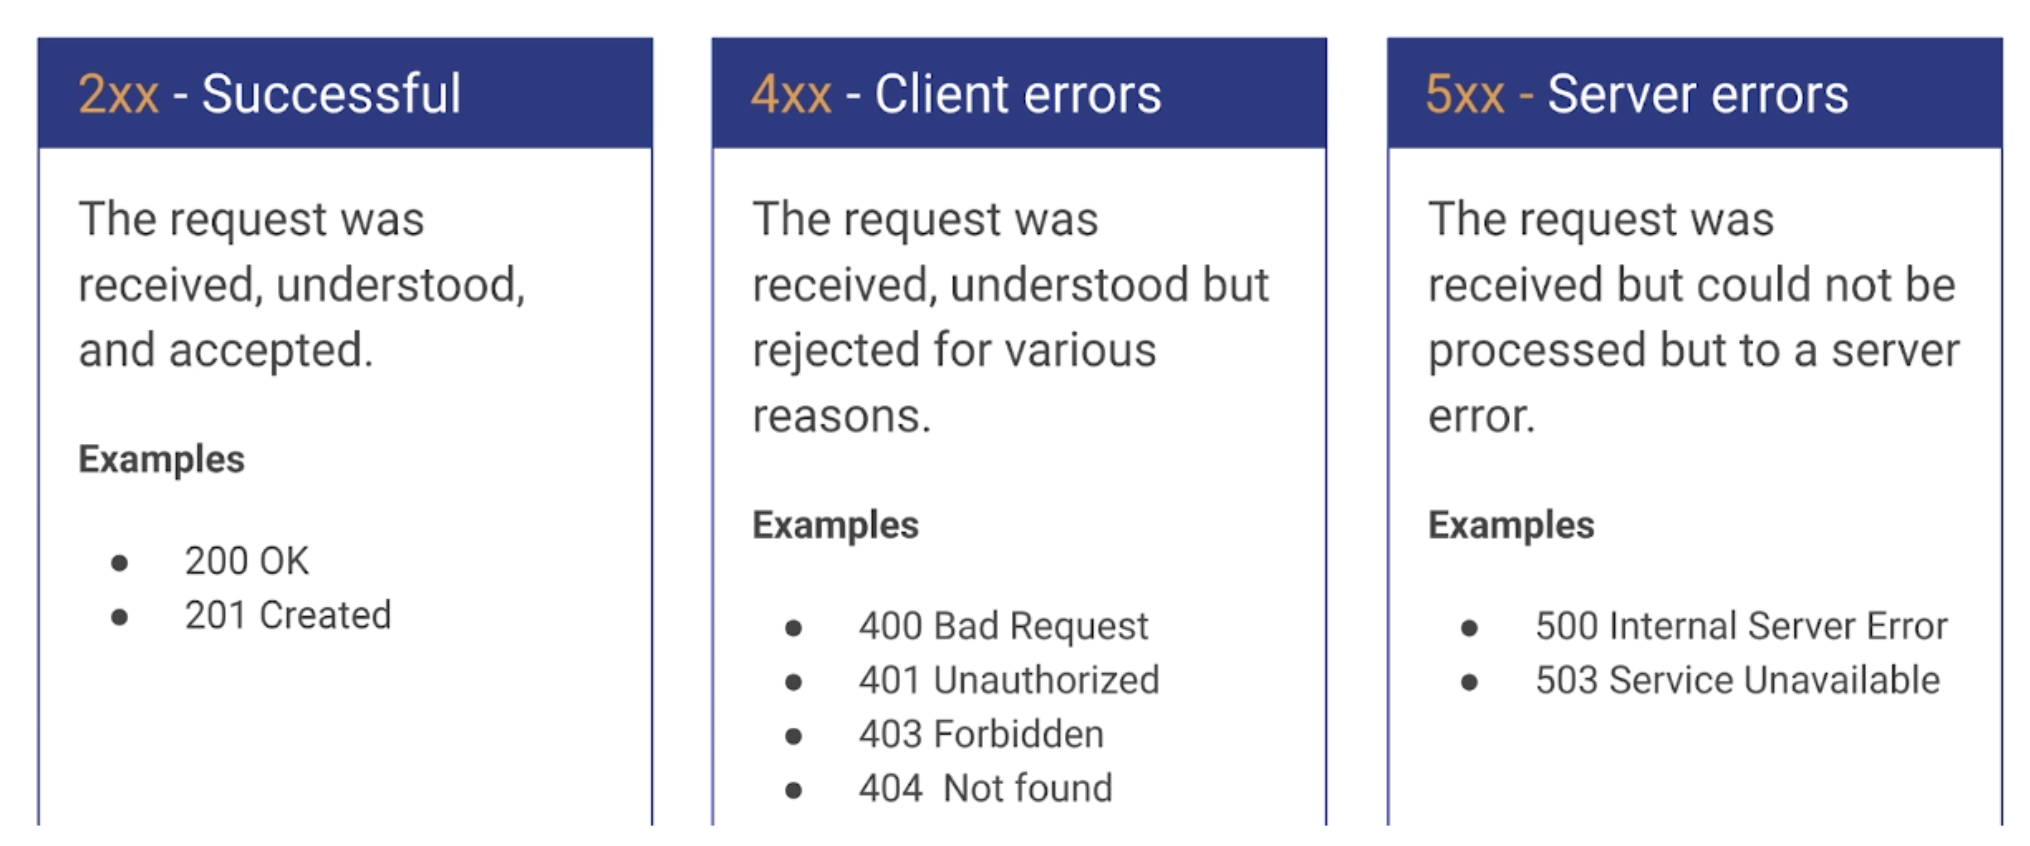 2xx - Successful
The request was
received, understood,
and accepted.
Examples
● 200 OK
● 201 Created
4xx - Client errors
The request was
received, understood but
rejected for various
reasons.
Examples
● 400 Bad Request
● 401 Unauthorized
● 403 Forbidden
● 404  Not found
5xx - Server errors
The request was
received but could not be
processed but to a server
error.
Examples
● 500 Internal Server Error
● 503 Service Unavailable